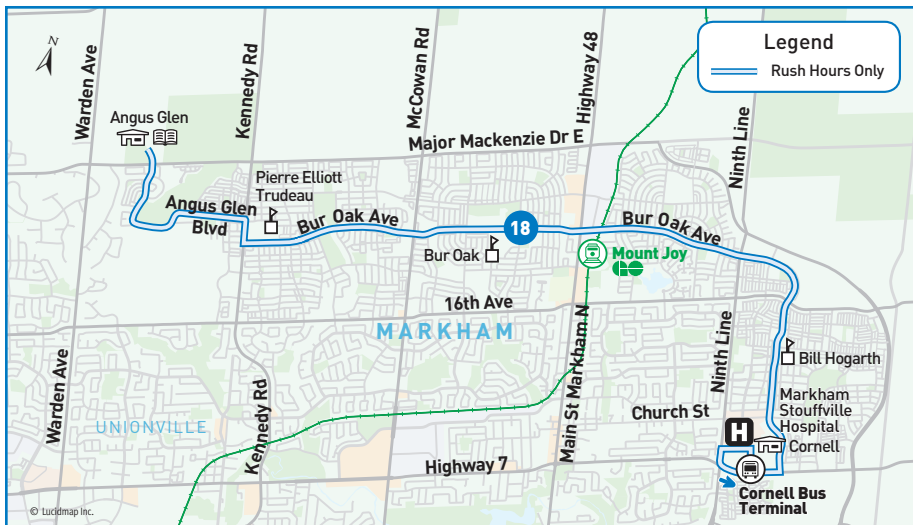 N
Warden Ave
Kennedy Rd
McCowan Rd
Highway 48
Legend
Rush Hours Only
Angus Glen
Major Mackenzie Dr E
Ninth Line
Pierre Elliott
Trudeau
Angus Glen
Blvd
Bur Oak Ave
18
Bur Oak Ave
Bur Oak
Mount Joy
GO
16th Ave
MARKHAM
Warden Ave
Kennedy Rd
Main St Markham N
Ninth Line
Bill Hogarth
Markham
Stouffville
Hospital
Church St
H
Cornell
UNIONVILLE
Highway 7
Cornell Bus
Terminal
© Lucidmap Inc.